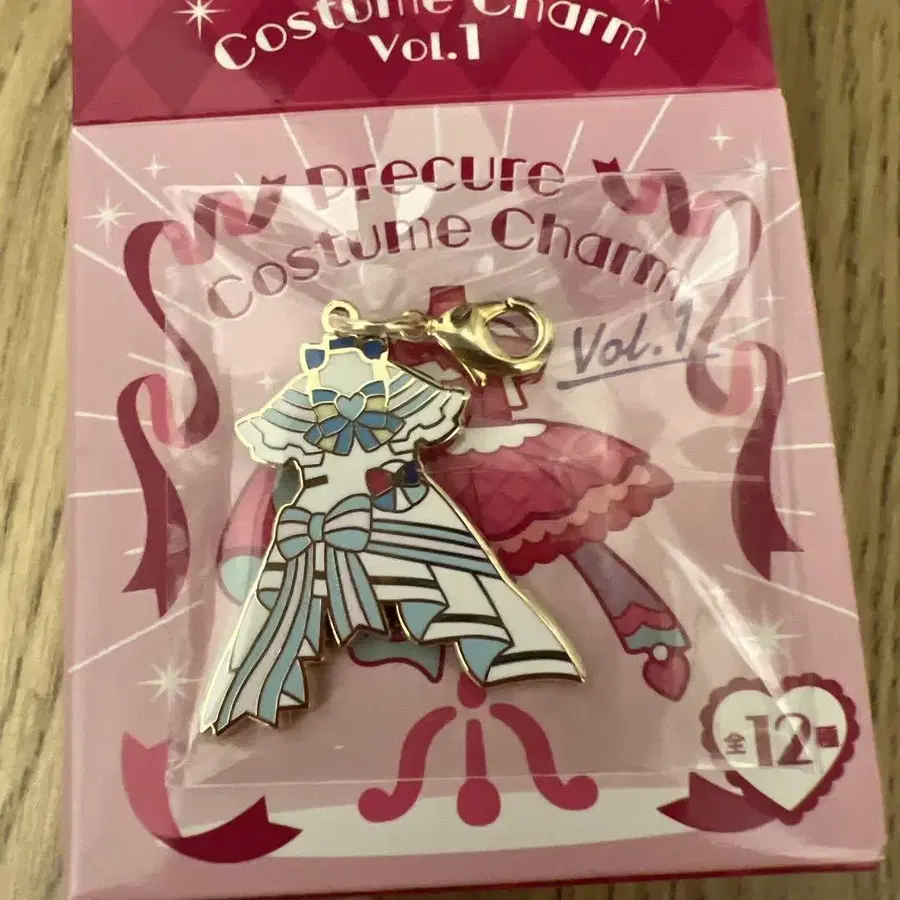 Costume Charm
VOL.1
Precure
Costume Charm
Vol.1
全12種